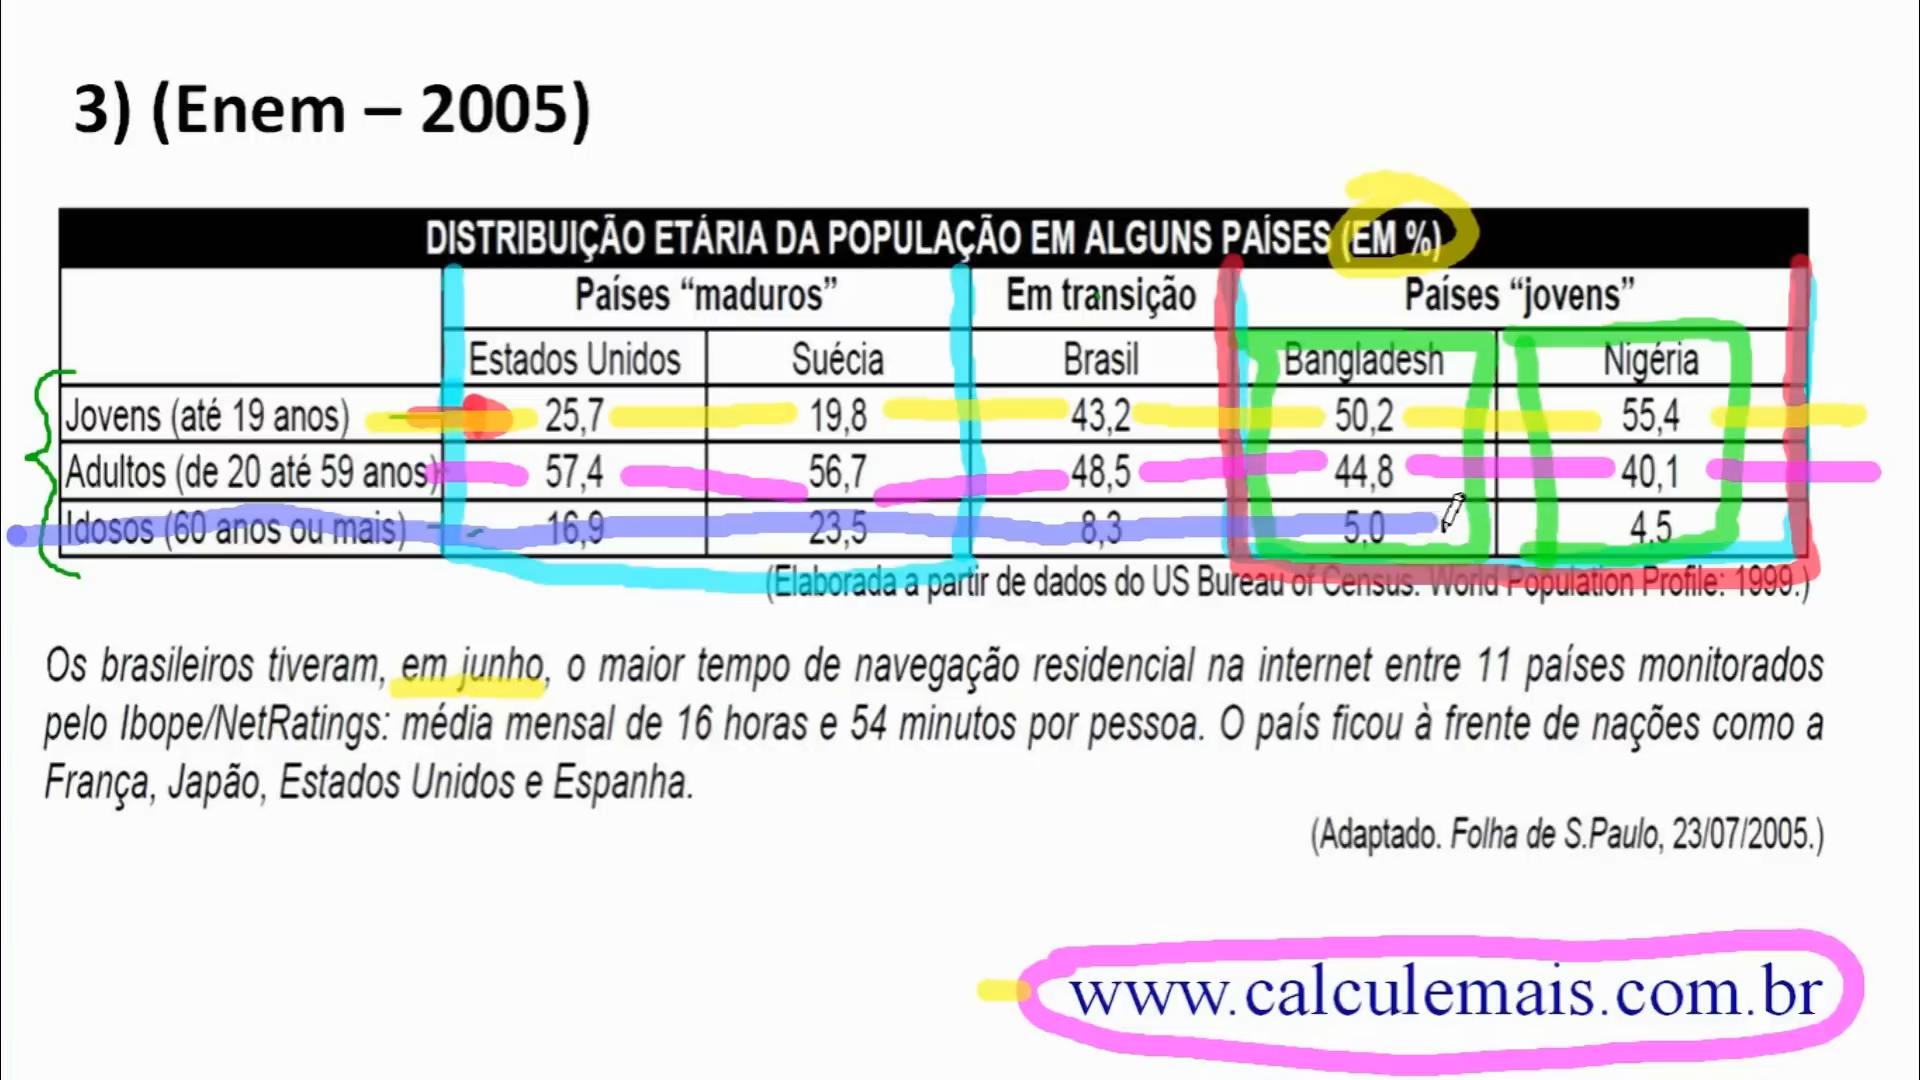 3) (Enem – 2005)
DISTRIBUIÇÃO ETÁRIA DA POPULAÇÃO EM ALGUNS PAÍSES (EM %)
Países “maduros” Em transição Países “jovens”
Estados Unidos Suécia Brasil Bangladesh Nigéria
Jovens (até 19 anos) 25,7 19,8 43,2 50,2 55,4
Adultos (de 20 até 59 anos) 57,4 56,7 48,5 44,8 40,1
Idosos (60 anos ou mais) 16,9 23,5 8,3 5,0 4,5
(Elaborada a partir de dados do US Bureau of Census. World Population Profile: 1999.)
Os brasileiros tiveram, em junho, o maior tempo de navegação residencial na internet entre 11 países monitorados
pelo Ibope/NetRatings: média mensal de 16 horas e 54 minutos por pessoa. O país ficou à frente de nações como a
França, Japão, Estados Unidos e Espanha.
(Adaptado. Folha de S.Paulo, 23/07/2005.)
www.calculemais.com.br